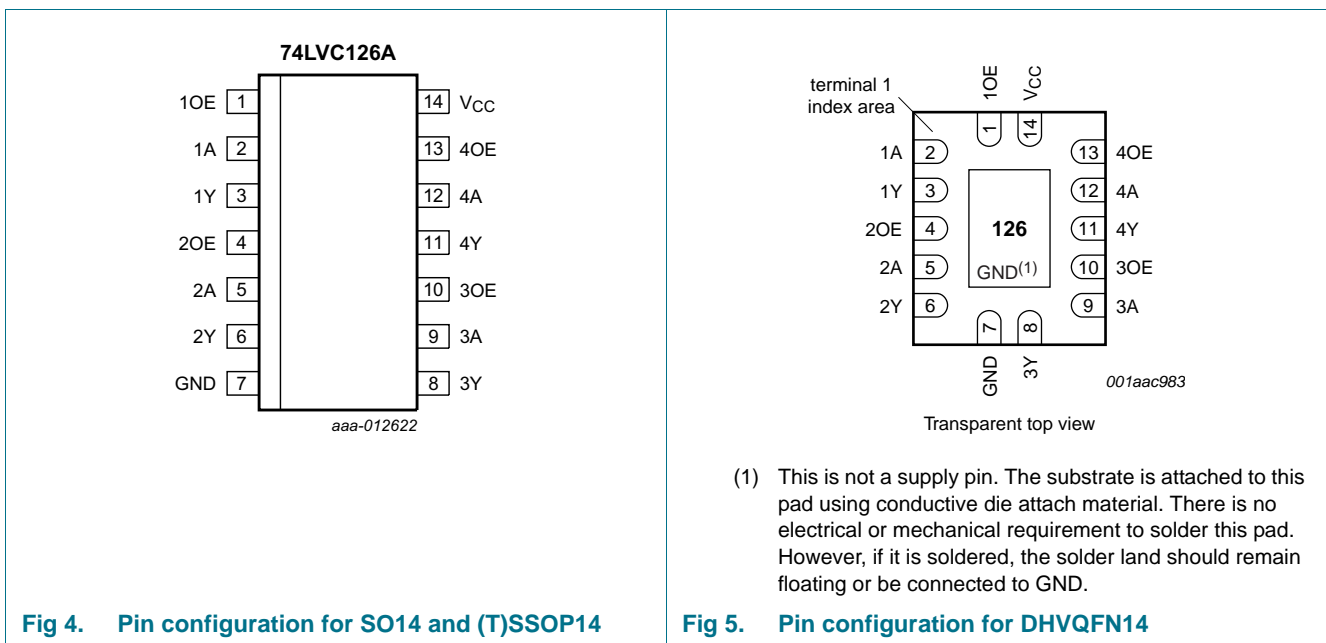 74LVC126A
1OE 1
1A 2
1Y 3
2OE 4
2A 5
2Y 6
GND 7
14 VCC
13 4OE
12 4A
11 4Y
10 3OE
9 3A
8 3Y
aaa-012622
Fig 4. Pin configuration for SO14 and (T)SSOP14
terminal 1
index area
1OE
VCC
1
14
1A 2
1Y 3
2OE 4
2A 5
2Y 6
13 4OE
12 4A
11 4Y
10 3OE
9 3A
126
GND(1)
7
8
GND
3Y
001aac983
Transparent top view
(1) This is not a supply pin. The substrate is attached to this
pad using conductive die attach material. There is no
electrical or mechanical requirement to solder this pad.
However, if it is soldered, the solder land should remain
floating or be connected to GND.
Fig 5. Pin configuration for DHVQFN14